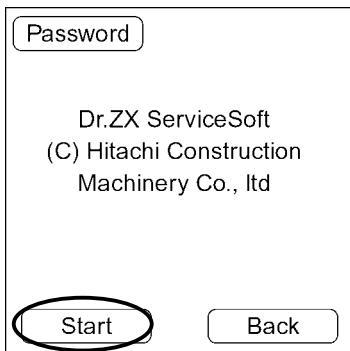 Password
Dr.ZX ServiceSoft
(C) Hitachi Construction
Machinery Co., ltd
Start
Back